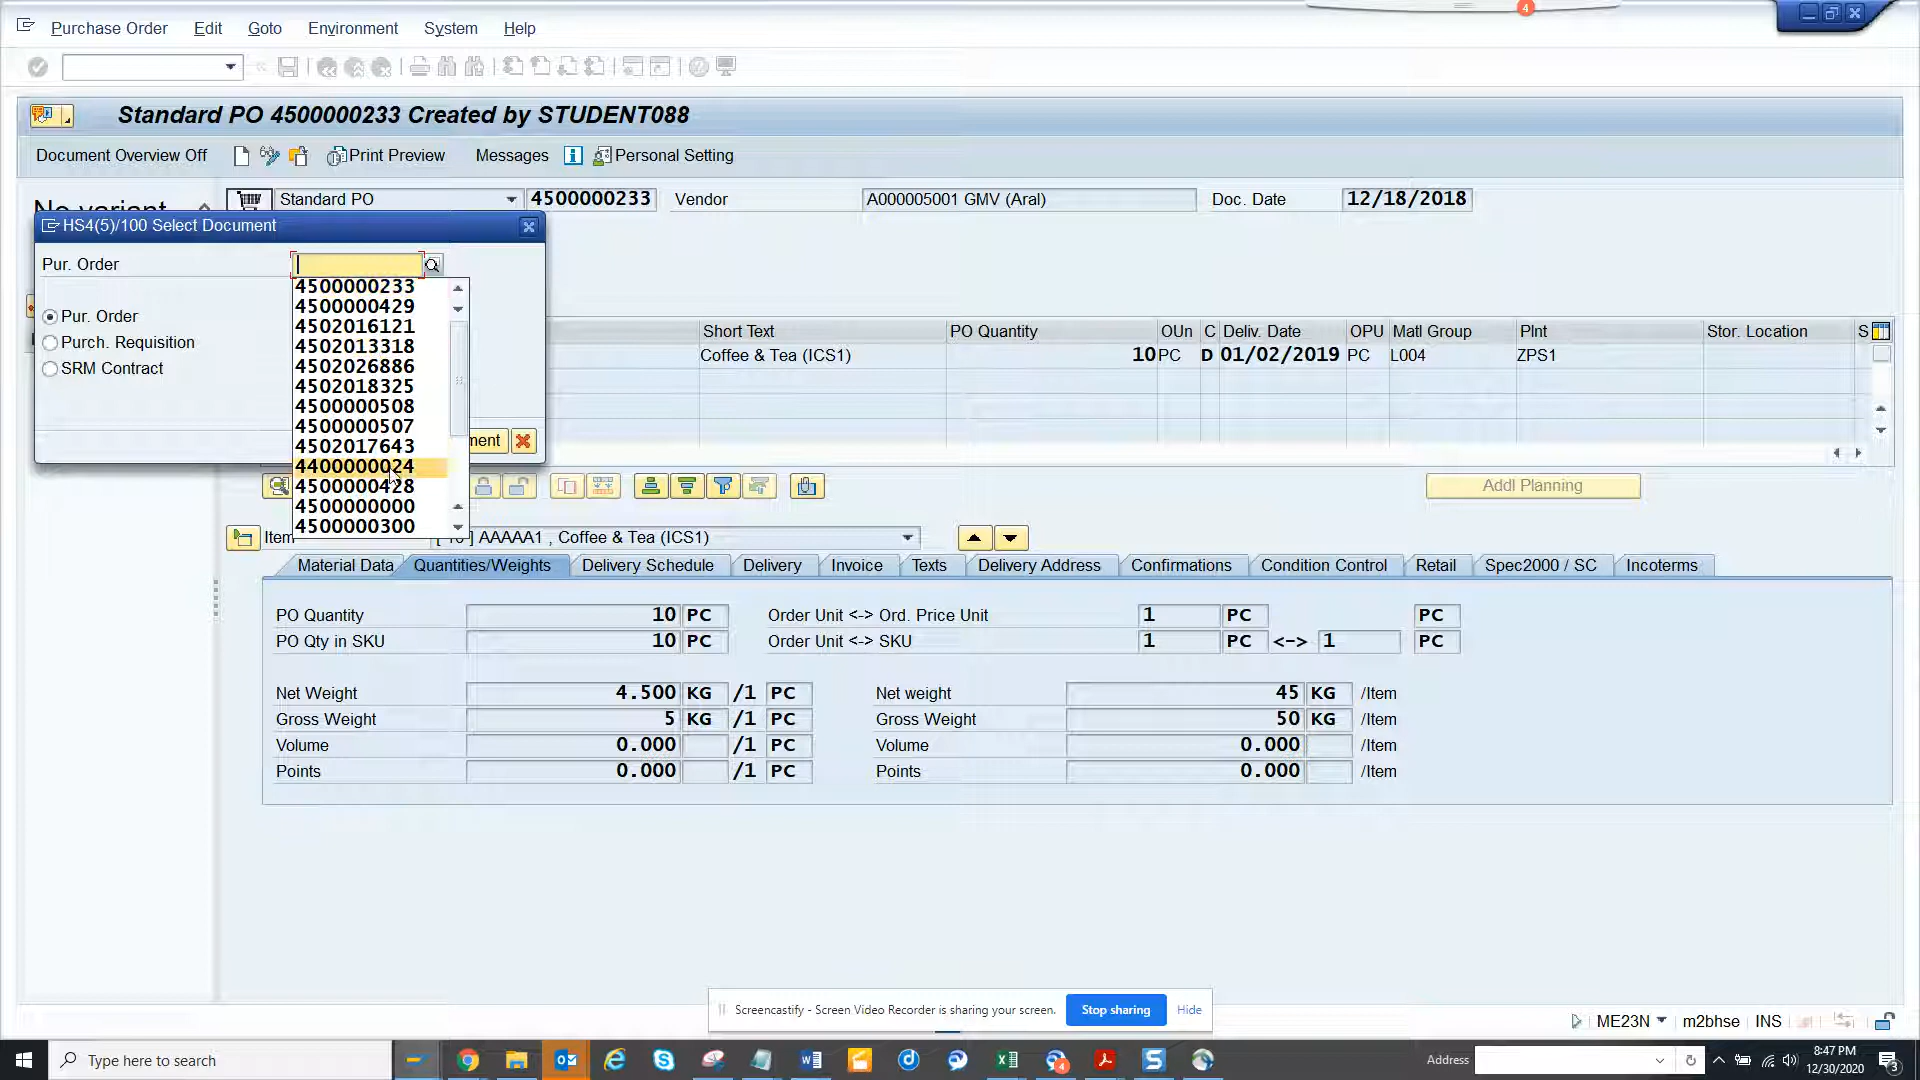 Purchase Order Edit Goto Environment System Help
4
Standard PO 4500000233 Created by STUDENT088
Document Overview Off Print Preview Messages Personal Setting
No variant
Standard PO 4500000233 Vendor A000005001 GMV (Aral) Doc. Date 12/18/2018
HS4(5)/100 Select Document
Pur. Order
4500000233
4500000429
4502016121
4502013318
4502026886
4502018325
4500000508
4500000507
4502017643
4400000024
4500000428
4500000000
4500000300
Pur. Order
Purch. Requisition
SRM Contract
ment
Short Text PO Quantity OUn C Deliv. Date OPU Matl Group Plnt Stor. Location S
Coffee & Tea (ICS1) 10 PC D 01/02/2019 PC L004 ZPS1
Addl Planning
Item [ 10 ] AAAAA1 , Coffee & Tea (ICS1)
Material Data Quantities/Weights Delivery Schedule Delivery Invoice Texts Delivery Address Confirmations Condition Control Retail Spec2000 / SC Incoterms
PO Quantity 10 PC Order Unit <-> Ord. Price Unit 1 PC PC
PO Qty in SKU 10 PC Order Unit <-> SKU 1 PC <-> 1 PC
Net Weight 4.500 KG /1 PC Net weight 45 KG /Item
Gross Weight 5 KG /1 PC Gross Weight 50 KG /Item
Volume 0.000 /1 PC Volume 0.000 /Item
Points 0.000 /1 PC Points 0.000 /Item
Screencastify - Screen Video Recorder is sharing your screen. Stop sharing Hide
ME23N m2bhse INS
Type here to search
Address
8:47 PM
12/30/2020
3